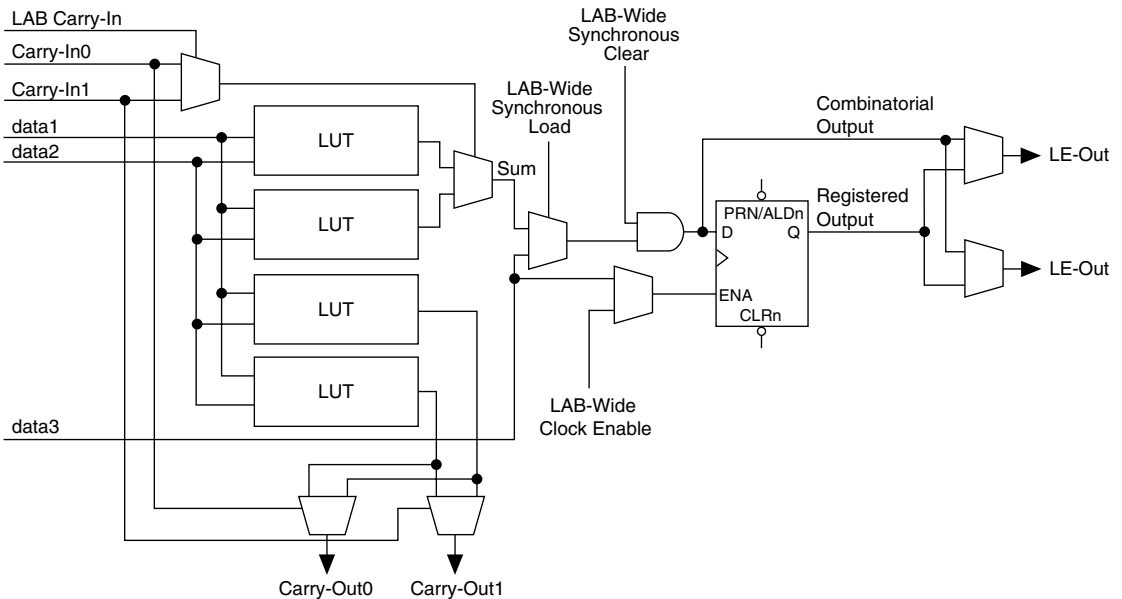 LAB Carry-In
Carry-In0
Carry-In1
data1
data2
LUT
LUT
LUT
LUT
data3
Sum
LAB-Wide
Synchronous
Load
LAB-Wide
Synchronous
Clear
LAB-Wide
Clock Enable
PRN/ALDn
D
Q
ENA
CLRn
Combinatorial
Output
Registered
Output
LE-Out
LE-Out
Carry-Out0
Carry-Out1